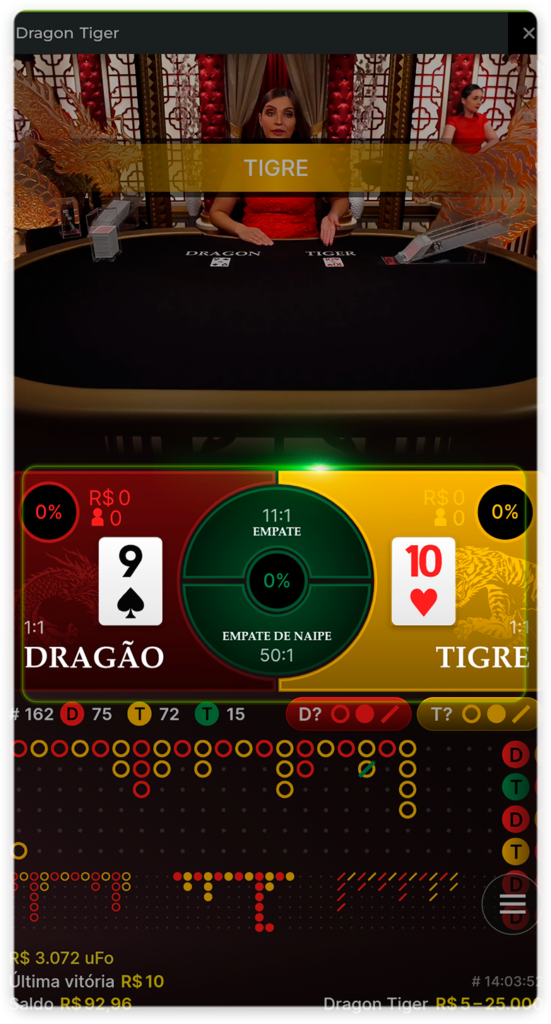 Dragon Tiger
TIGRE
DRAGON TIGER
0% R$ 0 11:1 R$ 0 0%
0 EMPATE 0
9 0% 10
1:1 EMPATE DE NAIPE 1:1
DRAGÃO 50:1 TIGRE
# 162 D 75 T 72 T 15 D? T?
D
T
D
T
D
R$ 3.072 uFo
Última vitória R$ 10 # 14:03:52
Saldo R$ 92,96 Dragon Tiger R$ 5–25.000